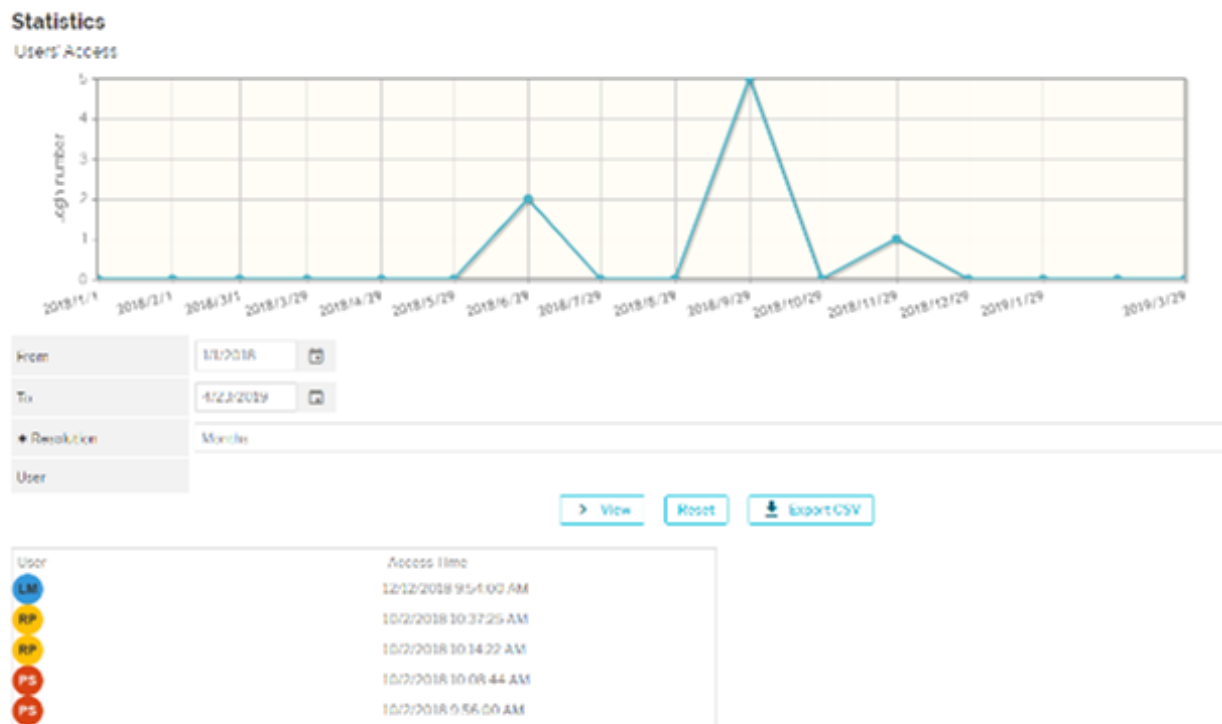 Statistics
Users' Access
5
4
3
2
1
0
Login number
2018/1/1 2018/2/1 2018/3/1 2018/3/29 2018/4/29 2018/5/29 2018/6/29 2018/7/29 2018/8/29 2018/9/29 2018/10/29 2018/11/29 2018/12/29 2019/1/29 2019/3/29
From 1/1/2018
To 4/23/2019
Resolution Months
User
View Reset Export CSV
User Access Time
LM 12/12/2018 9:54:00 AM
RP 10/2/2018 10:37:25 AM
RP 10/2/2018 10:14:22 AM
PS 10/2/2018 10:08:44 AM
PS 10/2/2018 9:56:00 AM